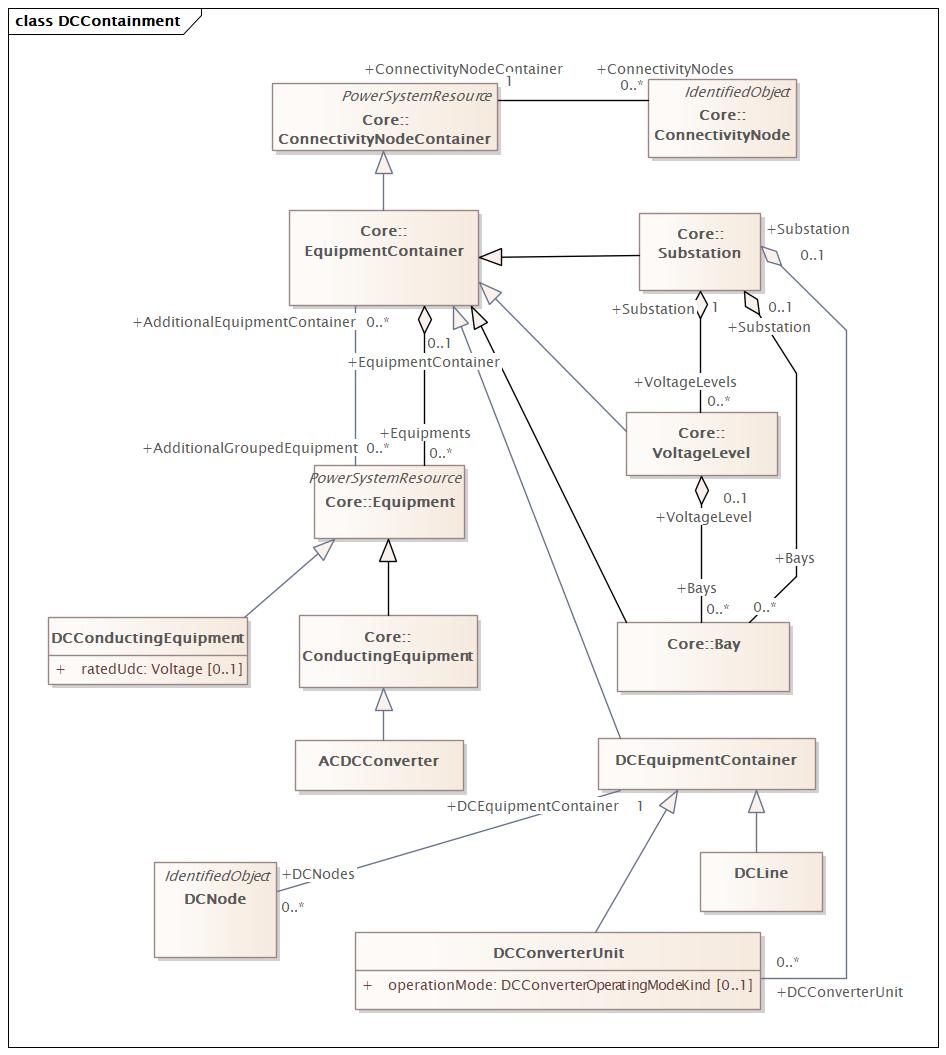 class DCContainment
+ConnectivityNodeContainer
1
+ConnectivityNodes
0..*
PowerSystemResource
Core::
ConnectivityNodeContainer
IdentifiedObject
Core::
ConnectivityNode
Core::
EquipmentContainer
Core::
Substation
+Substation
0..1
+AdditionalEquipmentContainer 0..*
0..1
+EquipmentContainer
+Substation 1
0..1
+Substation
+VoltageLevels
0..*
+AdditionalGroupedEquipment 0..*
+Equipments
0..*
Core::
VoltageLevel
PowerSystemResource
Core::Equipment
0..1
+VoltageLevel
+Bays
+Bays
0..*
0..*
DCConductingEquipment
+ ratedUdc: Voltage [0..1]
Core::
ConductingEquipment
Core::Bay
ACDCConverter
DCEquipmentContainer
+DCEquipmentContainer 1
IdentifiedObject
DCNode
+DCNodes
0..*
DCLine
DCConverterUnit
+ operationMode: DCConverterOperatingModeKind [0..1]
0..*
+DCConverterUnit